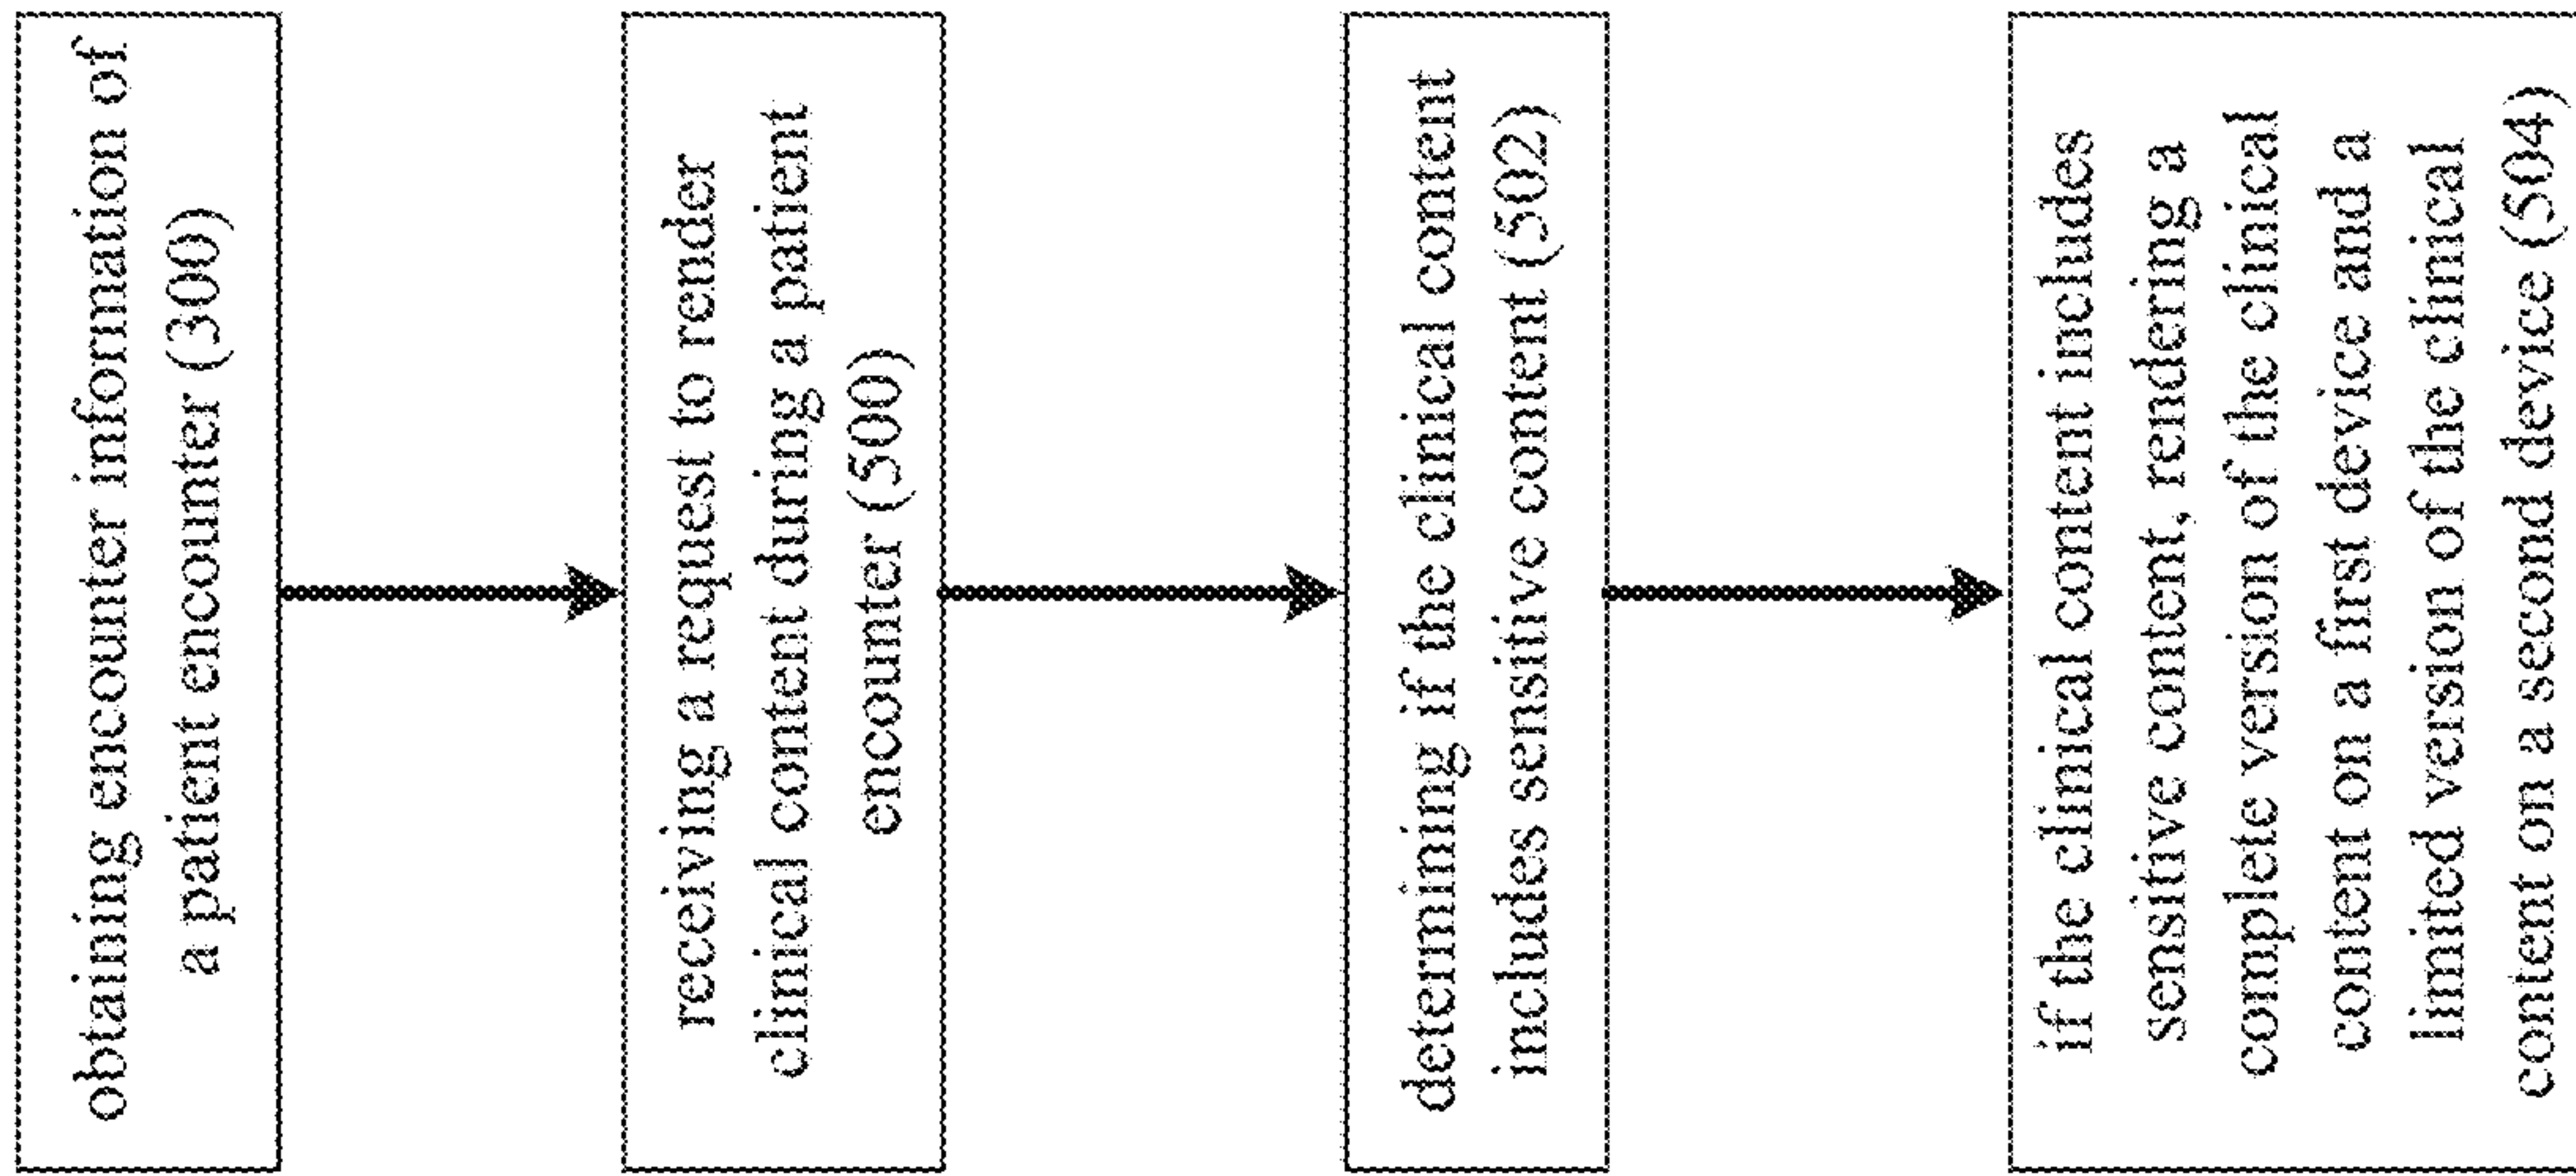 obtaining encounter information of
a patient encounter (300)
receiving a request to render
clinical content during a patient
encounter (500)
determining if the clinical content
includes sensitive content (502)
if the clinical content includes
sensitive content, rendering a
complete version of the clinical
content on a first device and a
limited version of the clinical
content on a second device (504)